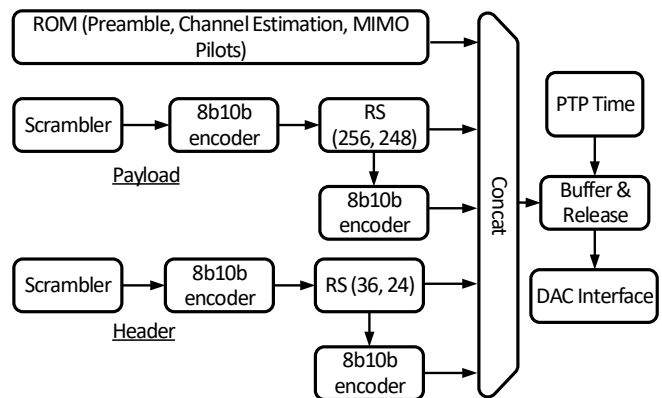 ROM (Preamble, Channel Estimation, MIMO
Pilots)
Scrambler
8b10b
encoder
RS
(256, 248)
Payload
8b10b
encoder
Scrambler
8b10b
encoder
RS (36, 24)
Header
8b10b
encoder
Concat
PTP Time
Buffer &
Release
DAC Interface